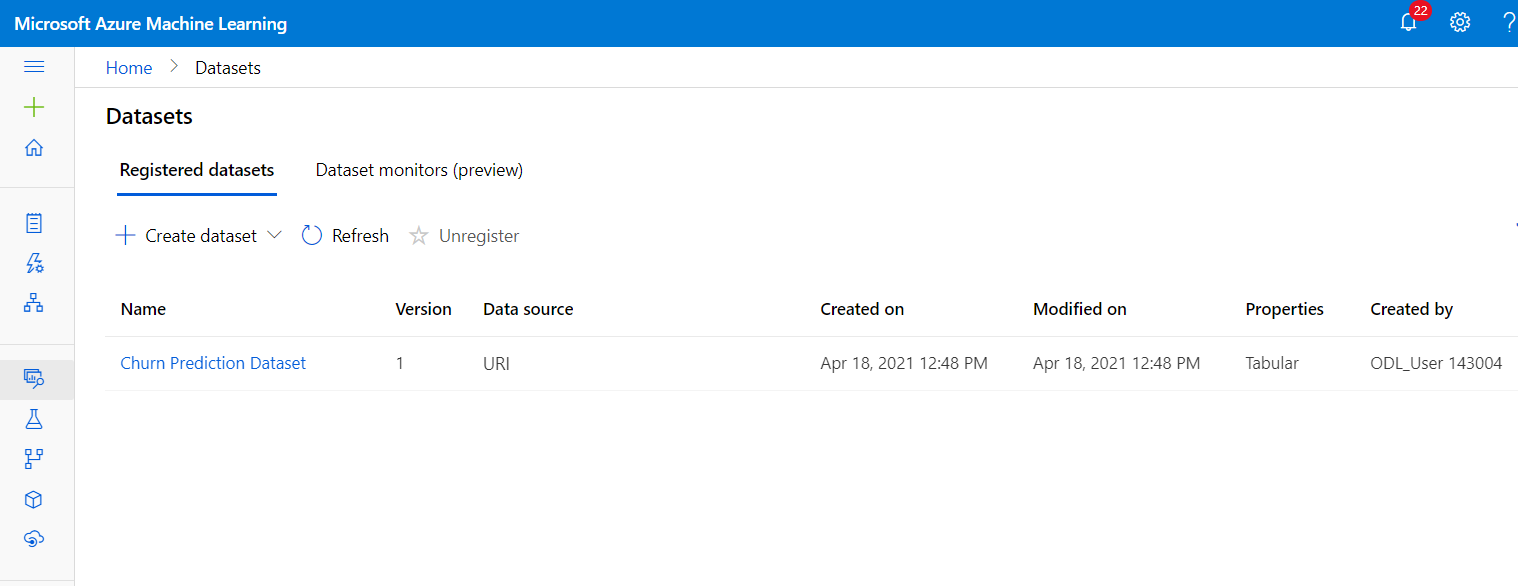 Microsoft Azure Machine Learning
22
Home > Datasets
Datasets
Registered datasets Dataset monitors (preview)
Create dataset Refresh Unregister
Name Version Data source Created on Modified on Properties Created by
Churn Prediction Dataset 1 URI Apr 18, 2021 12:48 PM Apr 18, 2021 12:48 PM Tabular ODL_User 143004